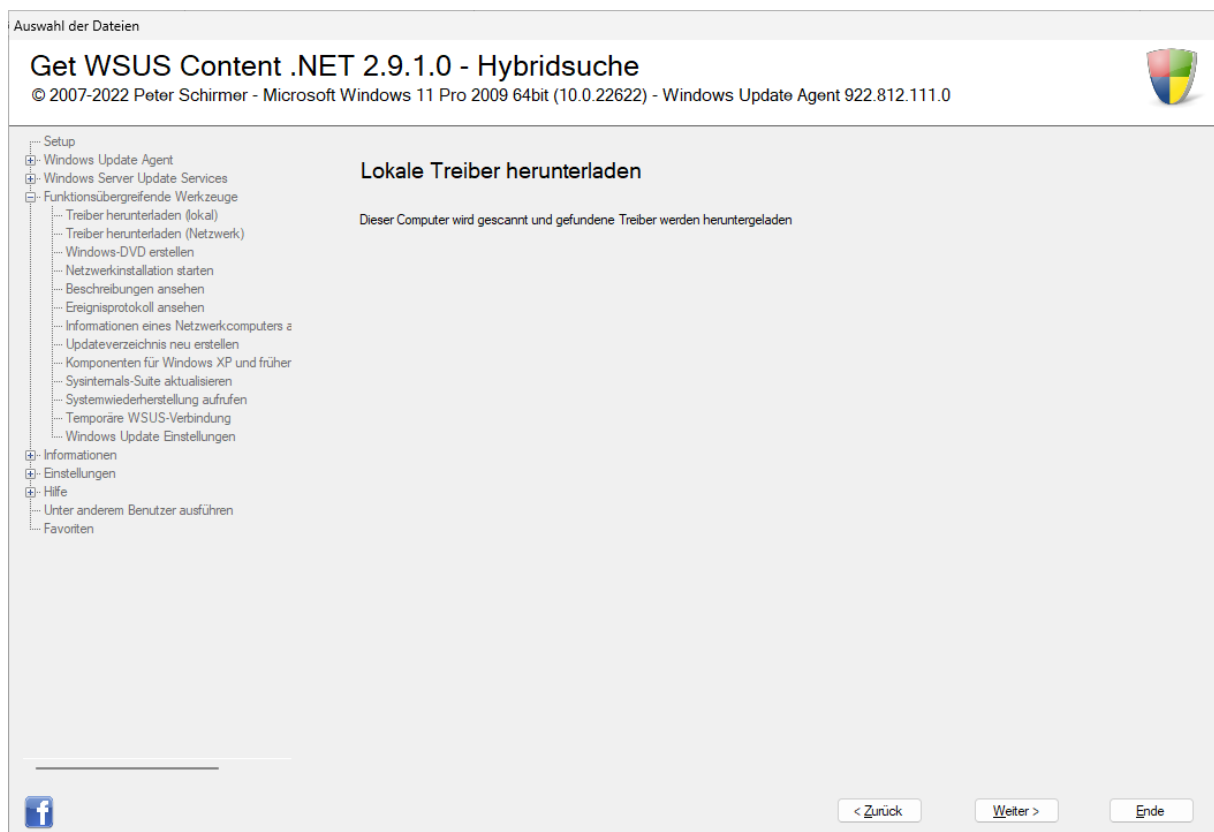 Auswahl der Dateien
Get WSUS Content .NET 2.9.1.0 - Hybridsuche
© 2007-2022 Peter Schirmer - Microsoft Windows 11 Pro 2009 64bit (10.0.22622) - Windows Update Agent 922.812.111.0
Setup
Windows Update Agent
Windows Server Update Services
Funktionsübergreifende Werkzeuge
Treiber herunterladen (lokal)
Treiber herunterladen (Netzwerk)
Windows-DVD erstellen
Netzwerkinstallation starten
Beschreibungen ansehen
Ereignisprotokoll ansehen
Informationen eines Netzwerkcomputers a
Updateverzeichnis neu erstellen
Komponenten für Windows XP und früher
Sysinternals-Suite aktualisieren
Systemwiederherstellung aufrufen
Temporäre WSUS-Verbindung
Windows Update Einstellungen
Informationen
Einstellungen
Hilfe
Unter anderem Benutzer ausführen
Favoriten
Lokale Treiber herunterladen
Dieser Computer wird gescannt und gefundene Treiber werden heruntergeladen
f
< Zurück
Weiter >
Ende